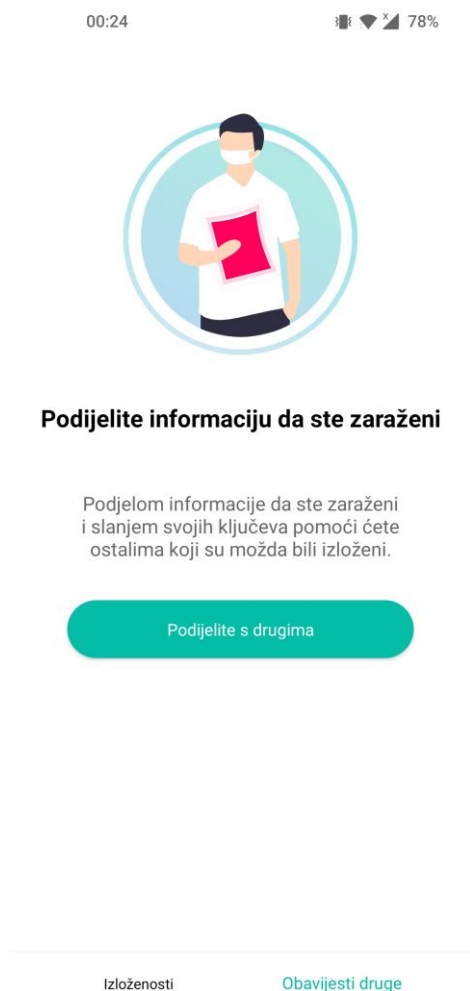 00:24 78%
Podijelite informaciju da ste zaraženi
Podjelom informacije da ste zaraženi
i slanjem svojih ključeva pomoći ćete
ostalima koji su možda bili izloženi.
Podijelite s drugima
Izloženosti Obavijesti druge